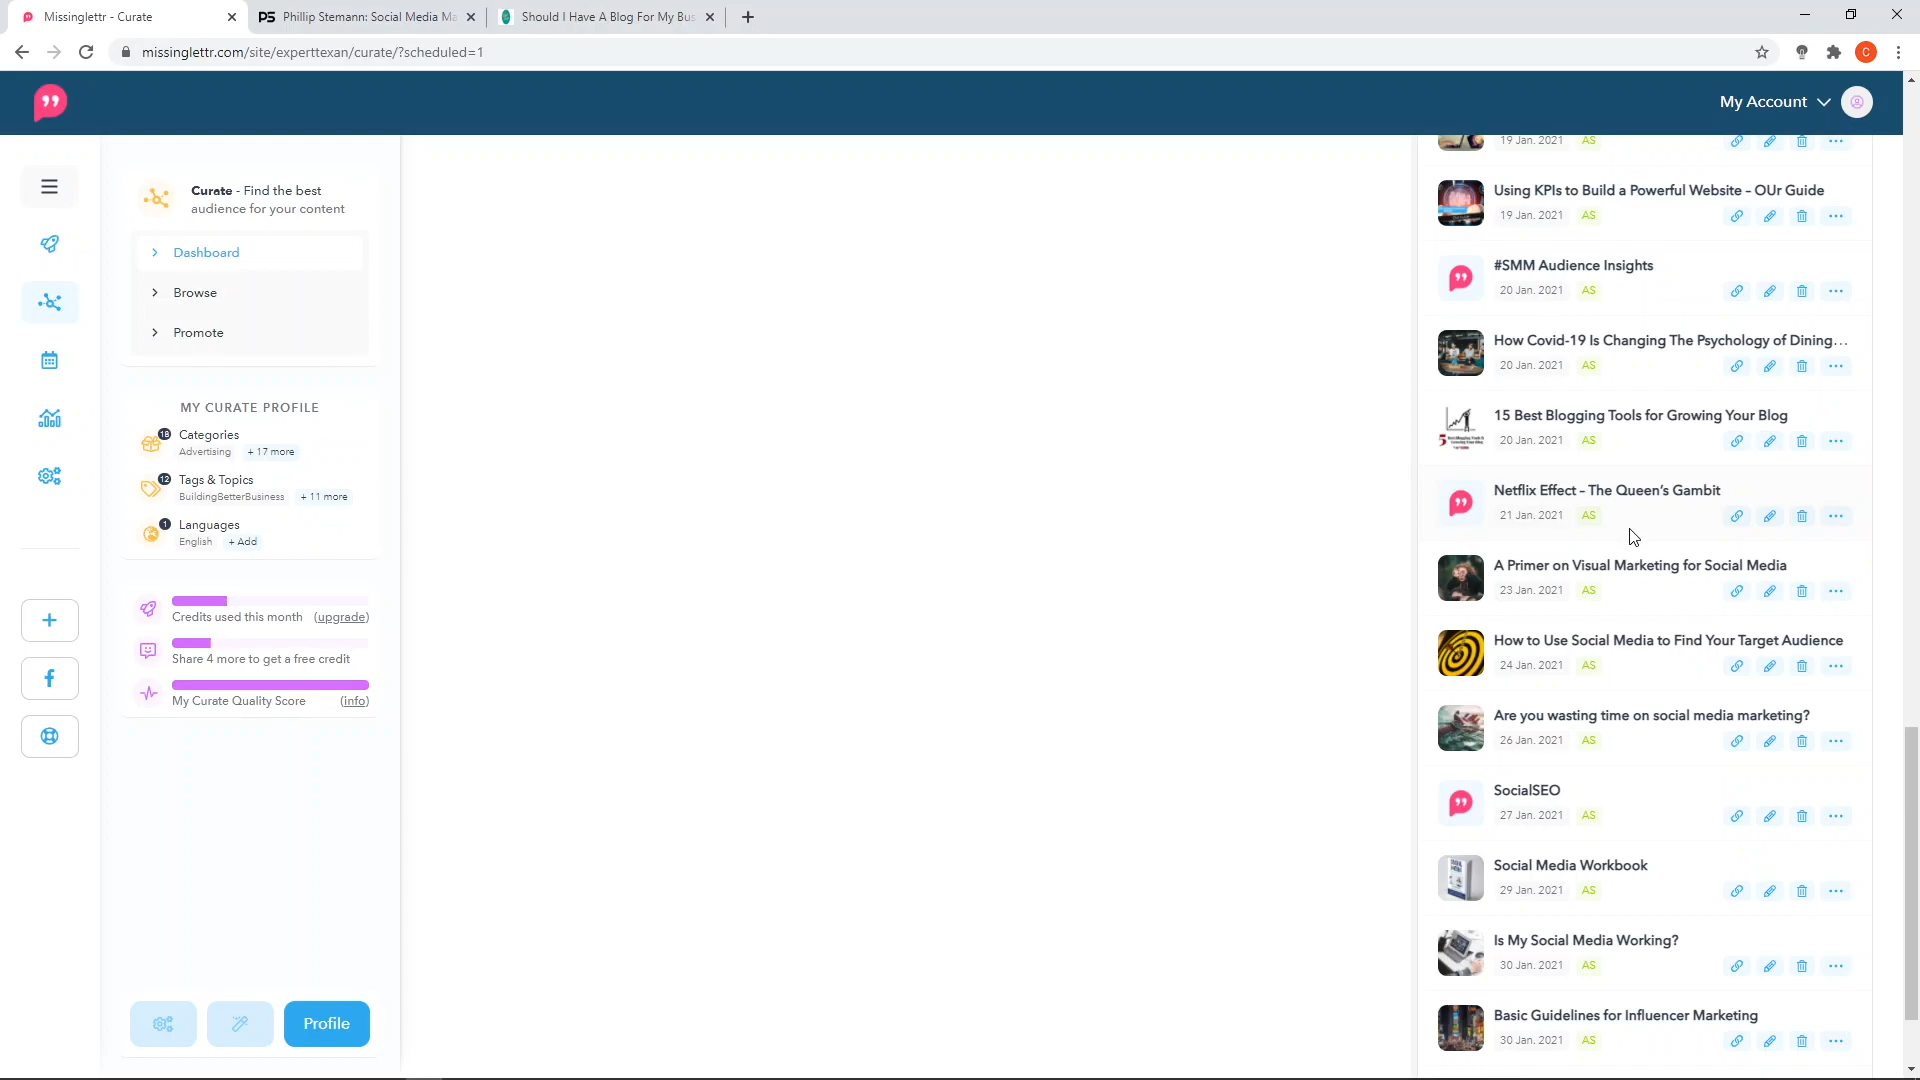 Missinglettr - Curate
Phillip Stemann: Social Media Ma
Should I Have A Blog For My Bus
missinglettr.com/site/experttexan/curate/?scheduled=1
C
My Account
Curate - Find the best
audience for your content
Dashboard
Browse
Promote
MY CURATE PROFILE
18
Categories
Advertising + 17 more
12
Tags & Topics
BuildingBetterBusiness + 11 more
1
Languages
English + Add
Credits used this month (upgrade)
Share 4 more to get a free credit
My Curate Quality Score (info)
Profile
19 Jan. 2021 AS
Using KPIs to Build a Powerful Website – OUr Guide
19 Jan. 2021 AS
#SMM Audience Insights
20 Jan. 2021 AS
How Covid-19 Is Changing The Psychology of Dining...
20 Jan. 2021 AS
15 Best Blogging Tools for Growing Your Blog
20 Jan. 2021 AS
Netflix Effect – The Queen's Gambit
21 Jan. 2021 AS
A Primer on Visual Marketing for Social Media
23 Jan. 2021 AS
How to Use Social Media to Find Your Target Audience
24 Jan. 2021 AS
Are you wasting time on social media marketing?
26 Jan. 2021 AS
SocialSEO
27 Jan. 2021 AS
Social Media Workbook
29 Jan. 2021 AS
Is My Social Media Working?
30 Jan. 2021 AS
Basic Guidelines for Influencer Marketing
30 Jan. 2021 AS